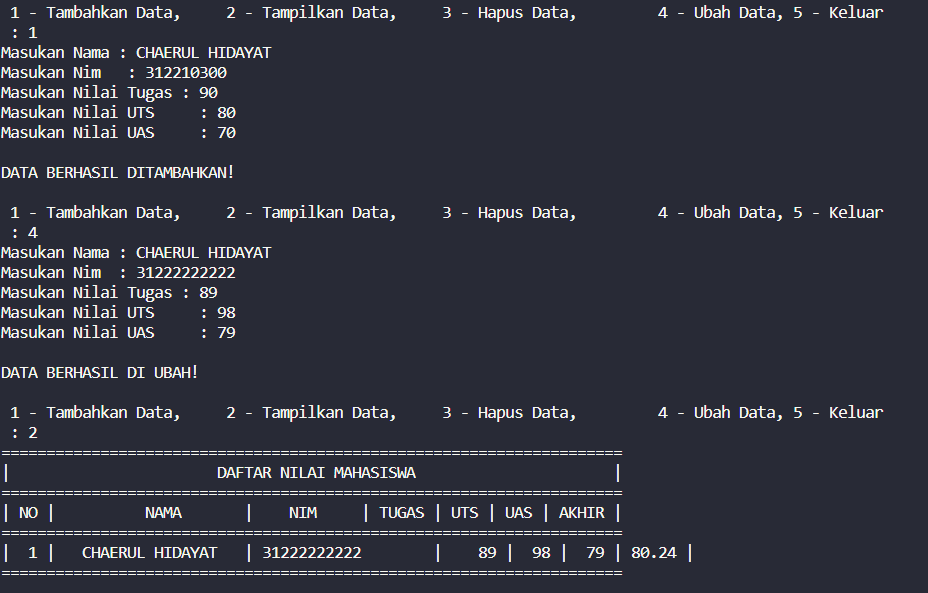 1 - Tambahkan Data,     2 - Tampilkan Data,     3 - Hapus Data,         4 - Ubah Data, 5 - Keluar
 : 1
Masukan Nama : CHAERUL HIDAYAT
Masukan Nim   : 312210300
Masukan Nilai Tugas : 90
Masukan Nilai UTS     : 80
Masukan Nilai UAS     : 70
DATA BERHASIL DITAMBAHKAN!
 1 - Tambahkan Data,     2 - Tampilkan Data,     3 - Hapus Data,         4 - Ubah Data, 5 - Keluar
 : 4
Masukan Nama : CHAERUL HIDAYAT
Masukan Nim  : 31222222222
Masukan Nilai Tugas : 89
Masukan Nilai UTS     : 98
Masukan Nilai UAS     : 79
DATA BERHASIL DI UBAH!
 1 - Tambahkan Data,     2 - Tampilkan Data,     3 - Hapus Data,         4 - Ubah Data, 5 - Keluar
 : 2
=====================================================================
|                       DAFTAR NILAI MAHASISWA                      |
=====================================================================
| NO |          NAMA       |    NIM     | TUGAS | UTS | UAS | AKHIR |
=====================================================================
|  1 |   CHAERUL HIDAYAT   | 31222222222        |    89 |  98 |  79 | 80.24 |
=====================================================================